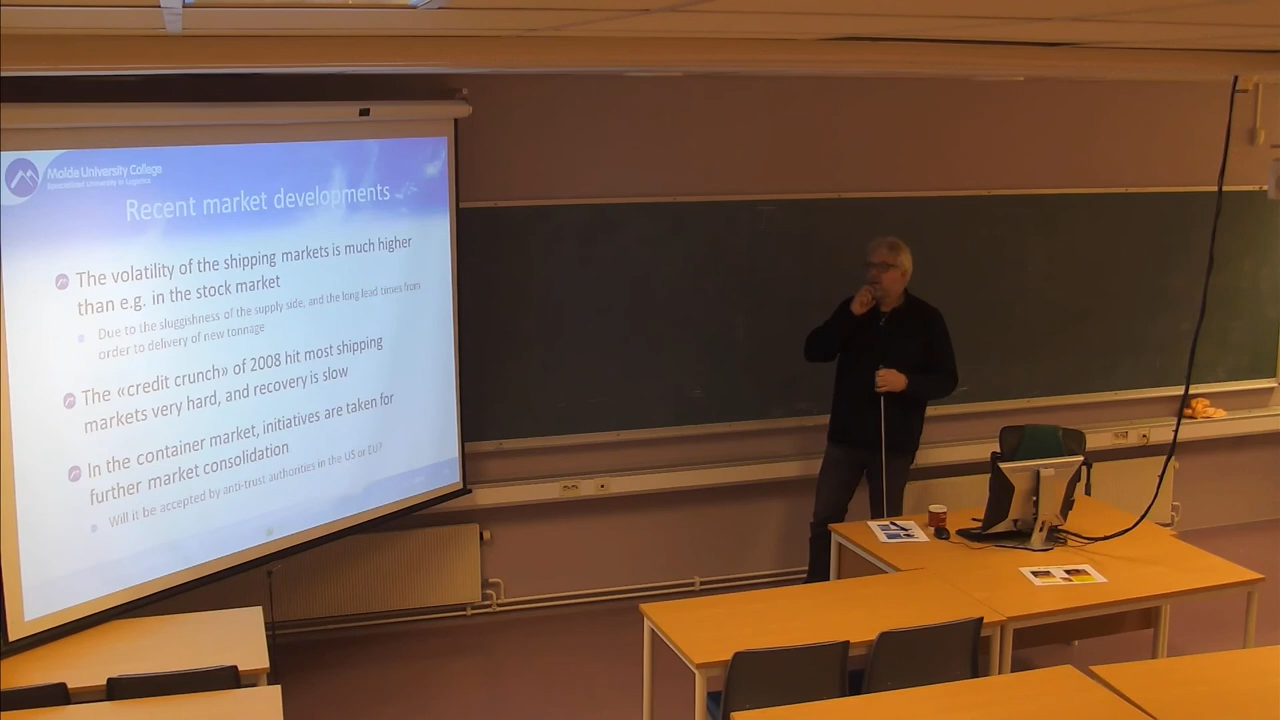 Molde University College
Specialized University in Logistics
Recent market developments
The volatility of the shipping markets is much higher
than e.g. in the stock market
Due to the sluggishness of the supply side, and the long lead times from
order to delivery of new tonnage
The «credit crunch» of 2008 hit most shipping
markets very hard, and recovery is slow
In the container market, initiatives are taken for
further market consolidation
Will it be accepted by anti-trust authorities in the US or EU?